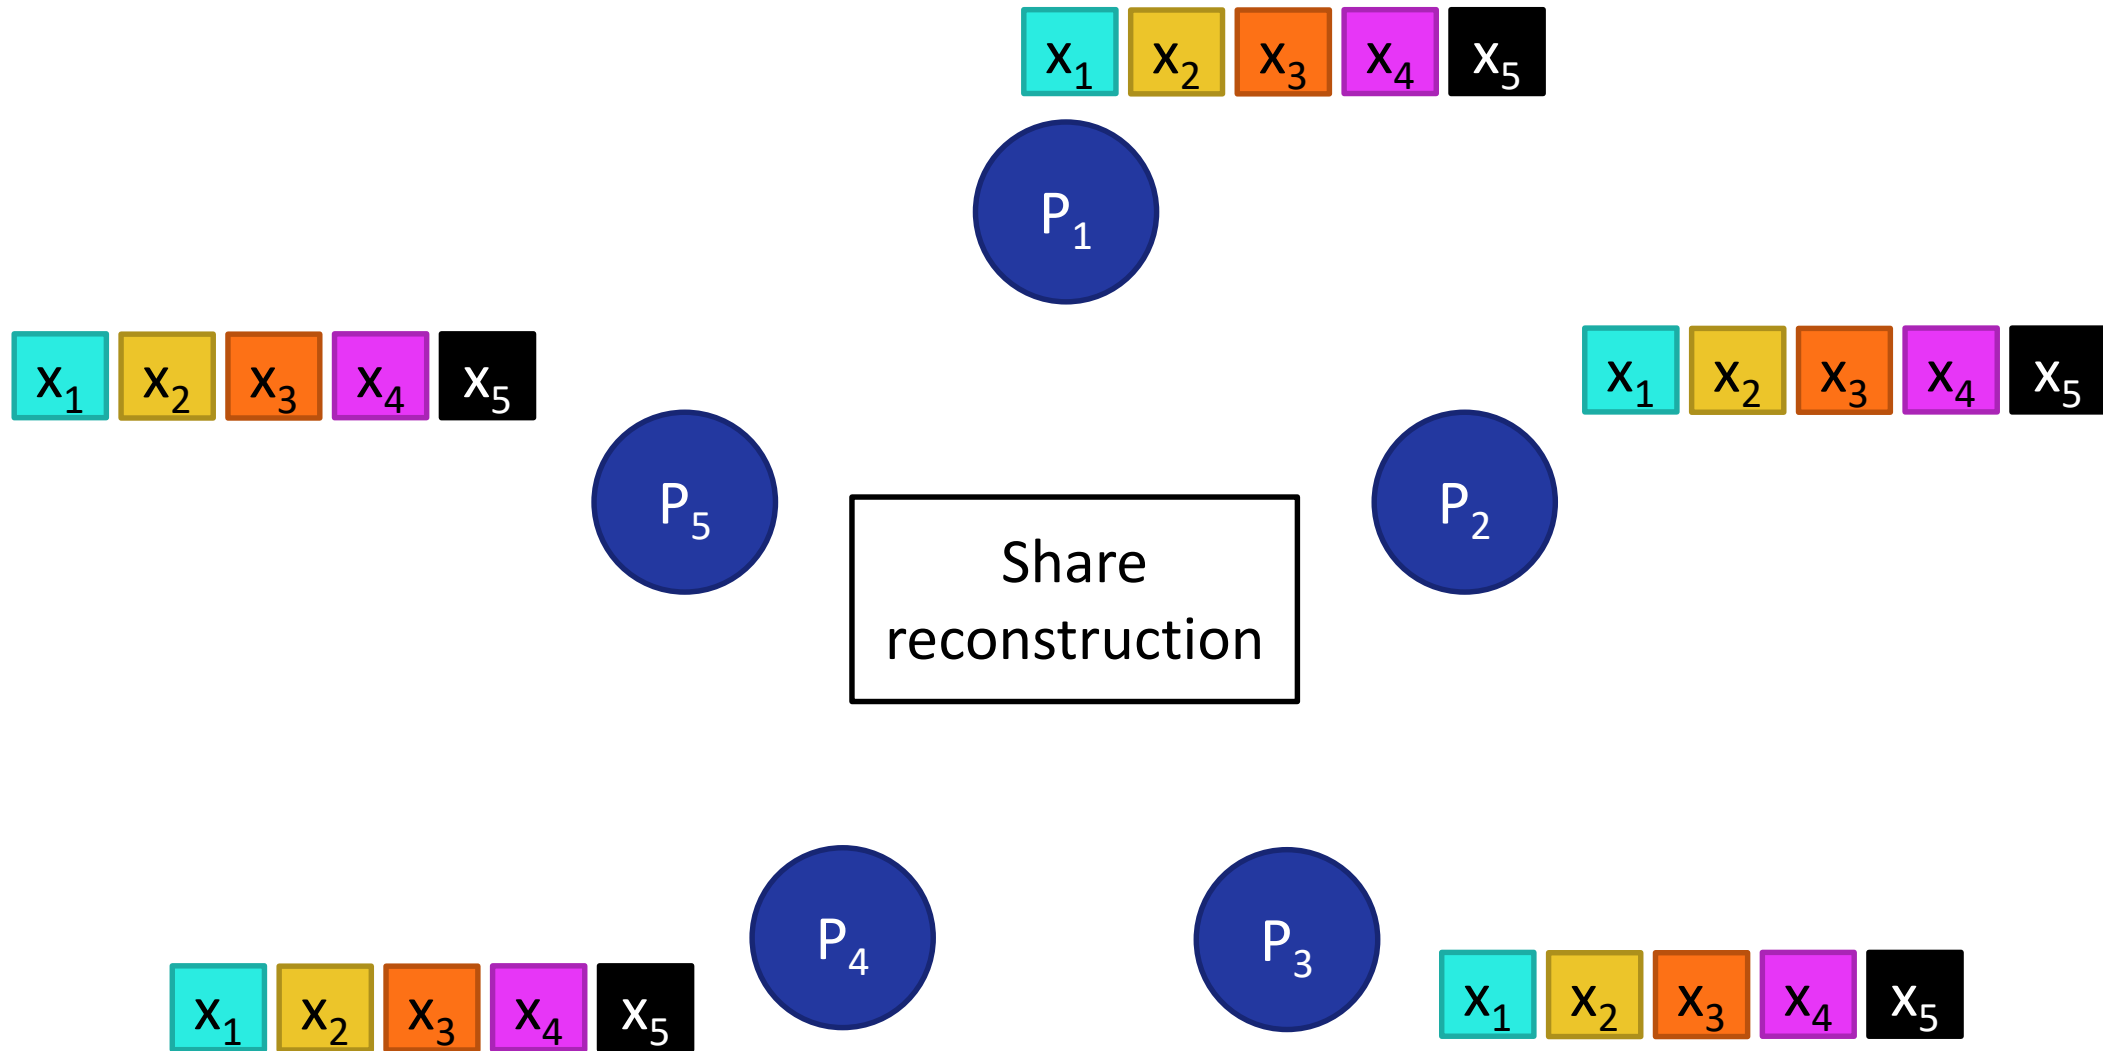 x₁ x₂ x₃ x₄ x₅
P₁
x₁ x₂ x₃ x₄ x₅
x₁ x₂ x₃ x₄ x₅
P₅
P₂
Share
reconstruction
P₄
P₃
x₁ x₂ x₃ x₄ x₅
x₁ x₂ x₃ x₄ x₅